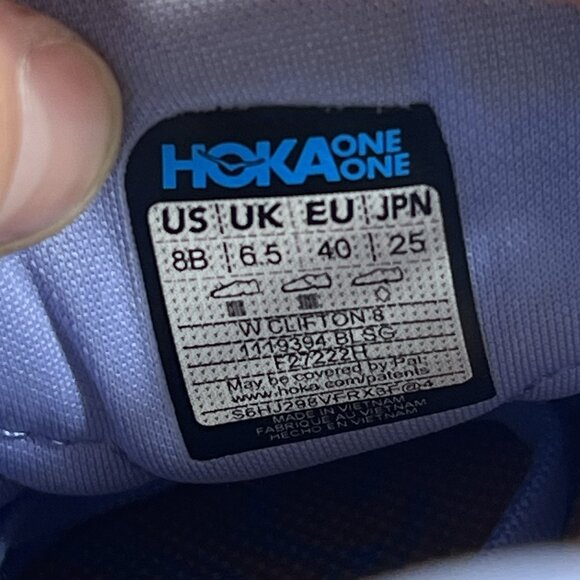 HOKA ONE ONE
US | UK | EU | JPN
8B | 6.5 | 40 | 25
W CLIFTON 8
1119394 BLSG
F27222H
May be covered by Pat:
www.hoka.com/patents
MADE IN VIETNAM
FABRIQUE AU VIETNAM
HECHO EN VIETNAM